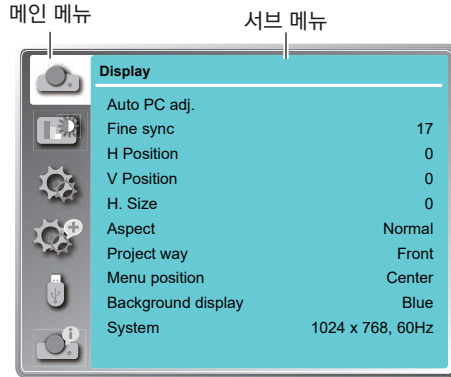 메인 메뉴
서브 메뉴
Display
Auto PC adj.
Fine sync 17
H Position 0
V Position 0
H. Size 0
Aspect Normal
Project way Front
Menu position Center
Background display Blue
System 1024 x 768, 60Hz